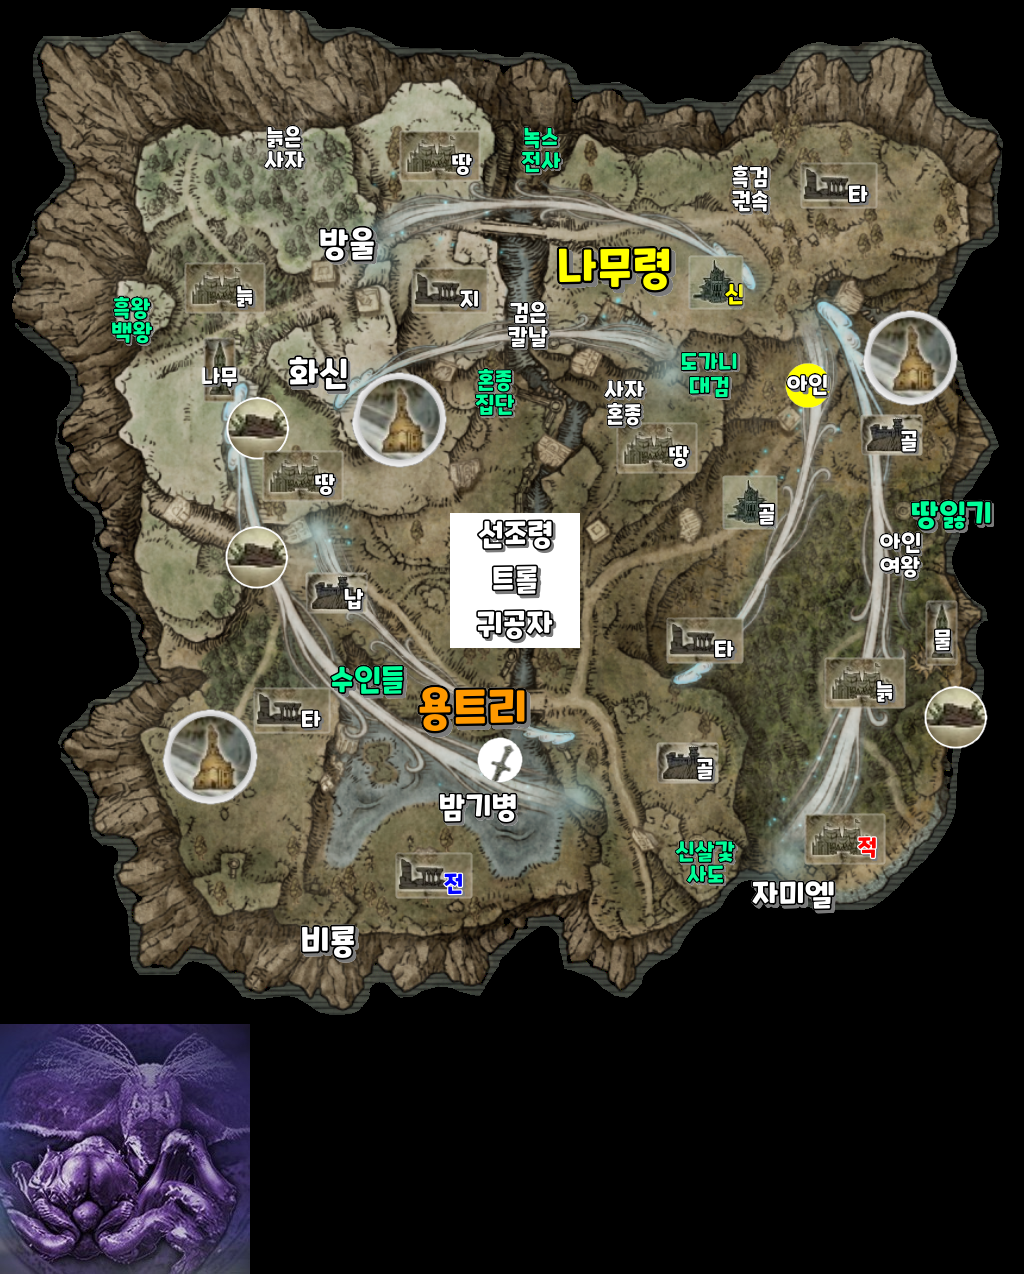 늙은
사자
땅
녹스
전사
흑검
권속
타
방울
나무령
신
늙
지
흑왕
백왕
검은
칼날
나무
화신
혼종
집단
사자
혼종
도가니
대검
아인
골
땅
땅
골
땅잃기
아인
여왕
선조령
트롤
귀공자
납
타
물
수인들
용트리
늙
타
골
밤기병
신살갗
사도
적
전
자미엘
비룡